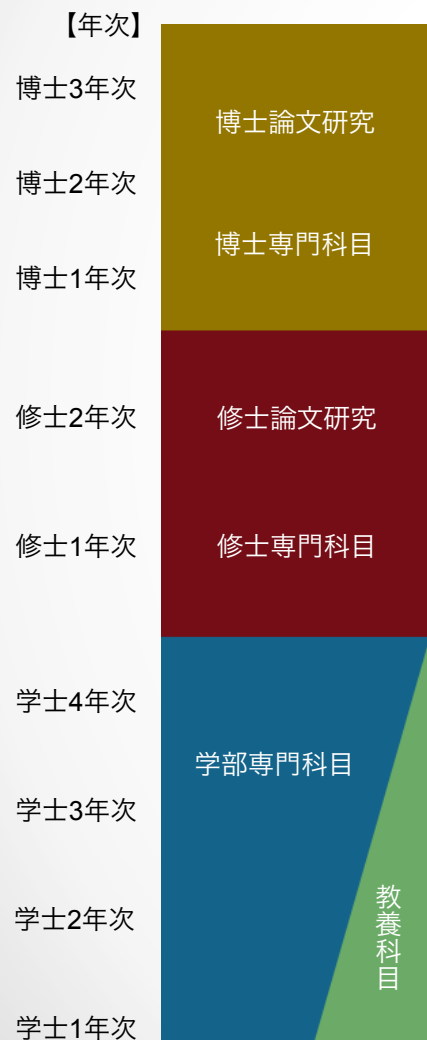 【年次】
博士3年次
博士論文研究
博士2年次
博士専門科目
博士1年次
修士2年次
修士論文研究
修士1年次
修士専門科目
学士4年次
学部専門科目
学士3年次
教養科目
学士2年次
学士1年次